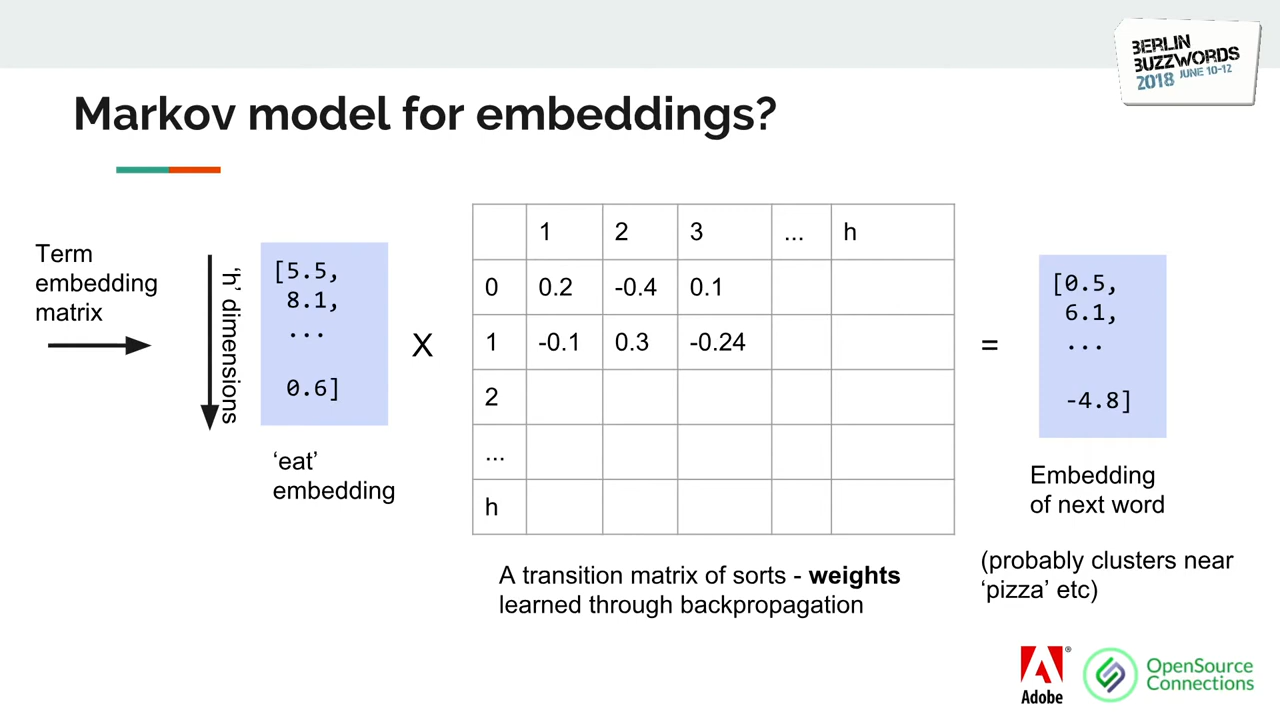 BERLIN
BUZZWORDS
2018 JUNE 10-12
Markov model for embeddings?
Term
embedding
matrix
‘h’ dimensions
[5.5,
8.1,
...
0.6]
‘eat’
embedding
X
1 2 3 ... h
0 0.2 -0.4 0.1
1 -0.1 0.3 -0.24
2
...
h
A transition matrix of sorts - weights
learned through backpropagation
=
[0.5,
6.1,
...
-4.8]
Embedding
of next word
(probably clusters near
‘pizza’ etc)
Adobe®
OpenSource
Connections